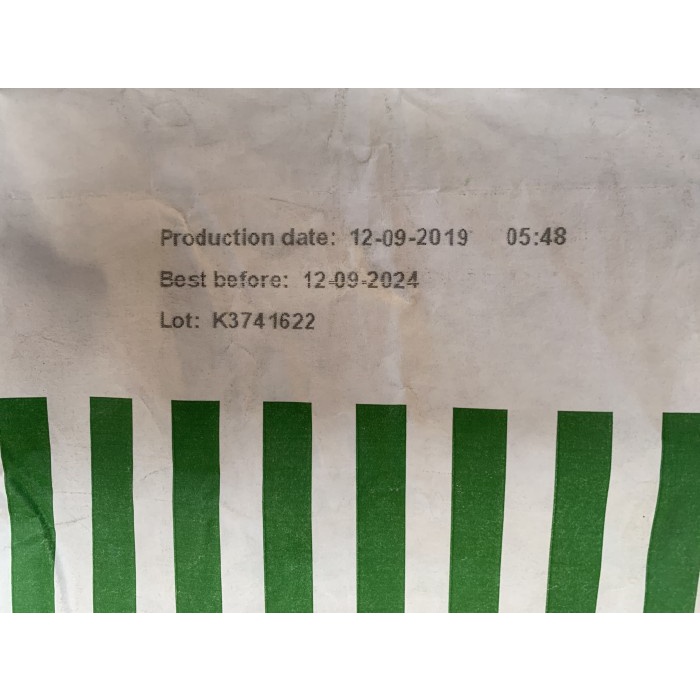 Production date: 12-09-2019 05:48
Best before: 12-09-2024
Lot: K3741622